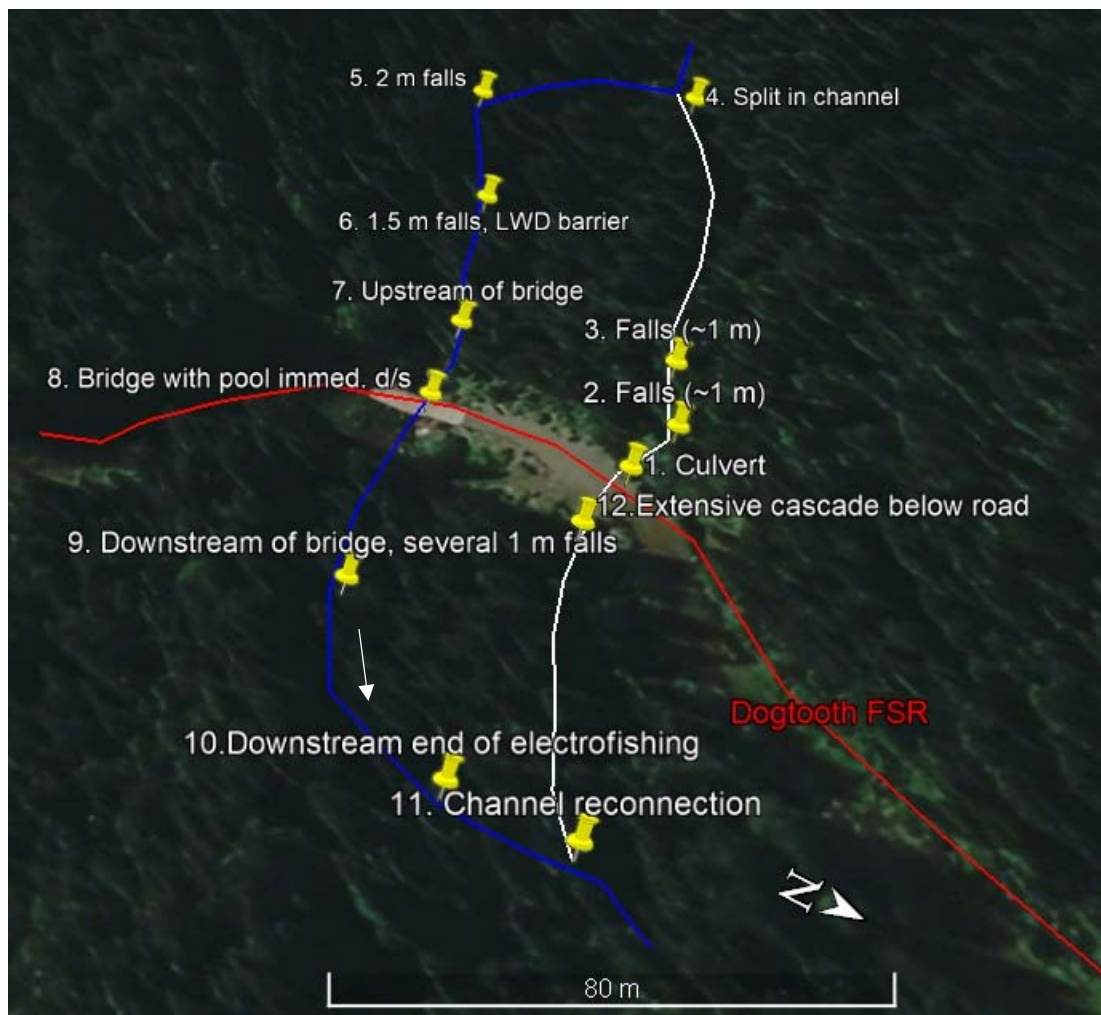 5. 2 m falls
4. Split in channel
6. 1.5 m falls, LWD barrier
7. Upstream of bridge
3. Falls (~1 m)
8. Bridge with pool immed. d/s
2. Falls (~1 m)
1. Culvert
12.Extensive cascade below road
9. Downstream of bridge, several 1 m falls
Dogtooth FSR
10.Downstream end of electrofishing
11. Channel reconnection
N
80 m